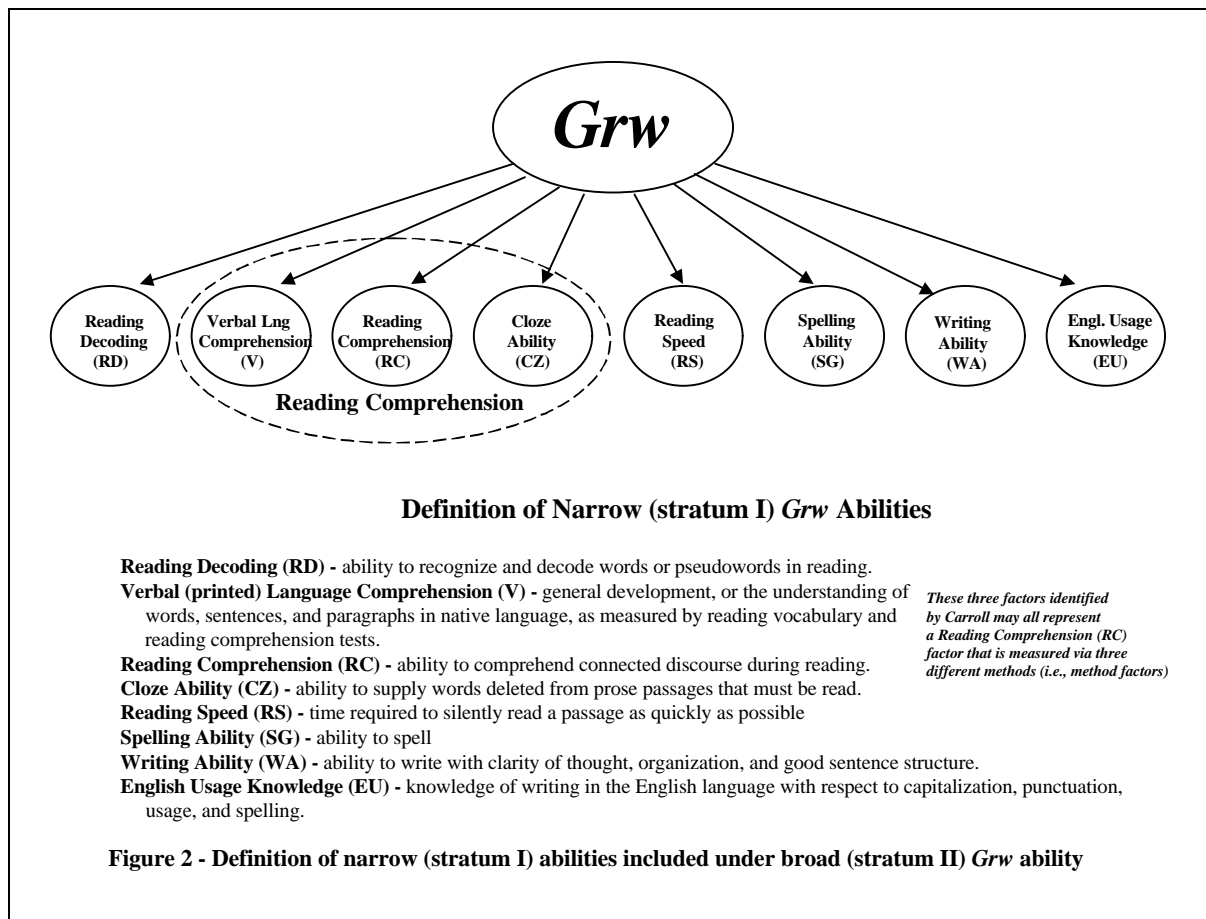 Grw
Reading
Decoding
(RD)
Verbal Lng
Comprehension
(V)
Reading
Comprehension
(RC)
Cloze
Ability
(CZ)
Reading
Speed
(RS)
Spelling
Ability
(SG)
Writing
Ability
(WA)
Engl. Usage
Knowledge
(EU)
Reading Comprehension
Definition of Narrow (stratum I) Grw Abilities
Reading Decoding (RD) - ability to recognize and decode words or pseudowords in reading.
Verbal (printed) Language Comprehension (V) - general development, or the understanding of
words, sentences, and paragraphs in native language, as measured by reading vocabulary and
reading comprehension tests.
Reading Comprehension (RC) - ability to comprehend connected discourse during reading.
Cloze Ability (CZ) - ability to supply words deleted from prose passages that must be read.
Reading Speed (RS) - time required to silently read a passage as quickly as possible
Spelling Ability (SG) - ability to spell
Writing Ability (WA) - ability to write with clarity of thought, organization, and good sentence structure.
English Usage Knowledge (EU) - knowledge of writing in the English language with respect to capitalization, punctuation,
usage, and spelling.
These three factors identified
by Carroll may all represent
a Reading Comprehension (RC)
factor that is measured via three
different methods (i.e., method factors)
Figure 2 - Definition of narrow (stratum I) abilities included under broad (stratum II) Grw ability